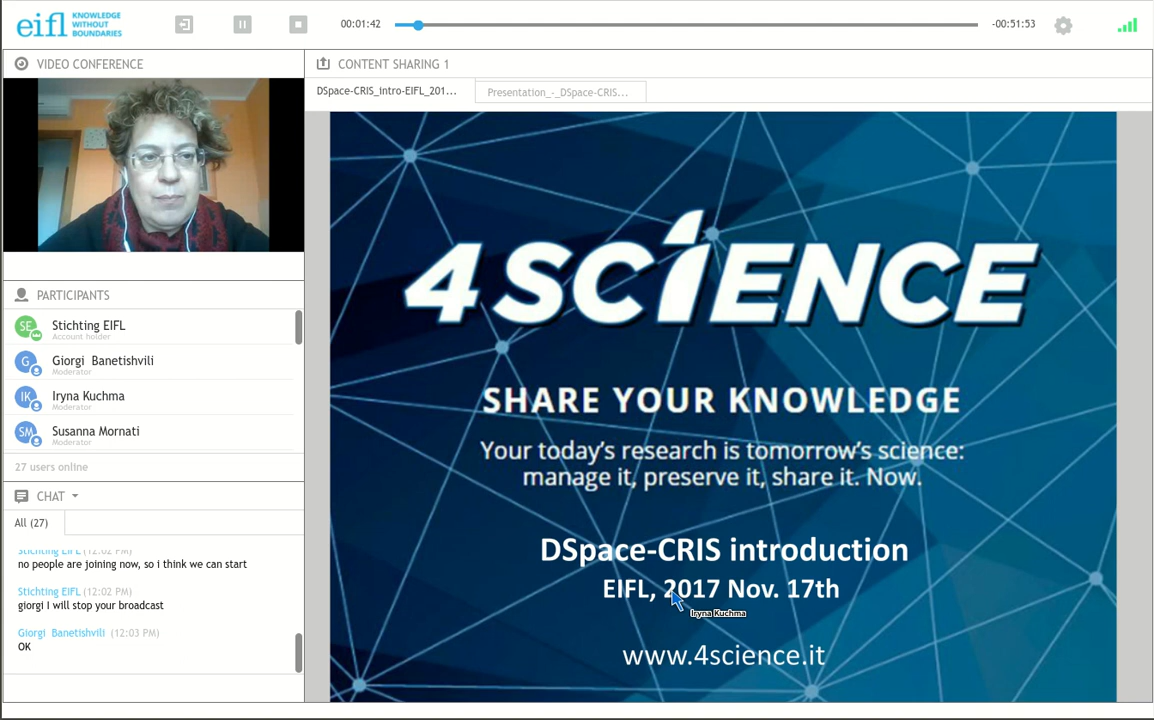 eifl KNOWLEDGE
WITHOUT
BOUNDARIES
00:01:42
-00:51:53
VIDEO CONFERENCE
CONTENT SHARING 1
DSpace-CRIS_intro-EIFL_201...
Presentation_-_DSpace-CRIS...
4SCIENCE
SHARE YOUR KNOWLEDGE
Your today's research is tomorrow's science:
manage it, preserve it, share it. Now.
DSpace-CRIS introduction
EIFL, 2017 Nov. 17th
Iryna Kuchma
www.4science.it
PARTICIPANTS
SE
Stichting EIFL
Account holder
G
Giorgi Banetishvili
Moderator
IK
Iryna Kuchma
Moderator
SM
Susanna Mornati
Moderator
27 users online
CHAT
All (27)
Stichting EIFL (12:02 PM)
no people are joining now, so i think we can start
Stichting EIFL (12:02 PM)
giorgi I will stop your broadcast
Giorgi Banetishvili (12:03 PM)
OK